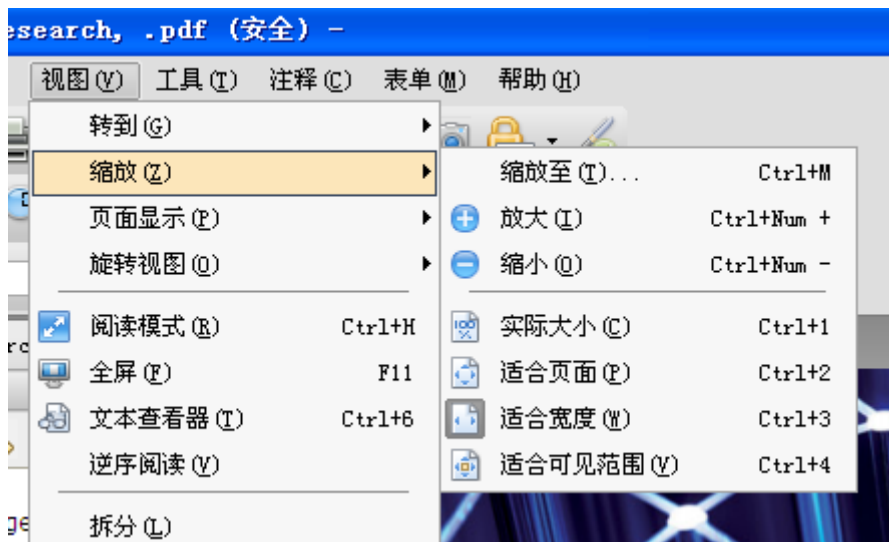 esearch, .pdf (安全) -
视图(V) 工具(T) 注释(C) 表单(M) 帮助(H)
转到(G)
缩放(Z)
页面显示(P)
旋转视图(O)
阅读模式(R) Ctrl+H
全屏(F) F11
文本查看器(T) Ctrl+6
逆序阅读(V)
拆分(L)
缩放至(T)... Ctrl+M
放大(I) Ctrl+Num +
缩小(O) Ctrl+Num -
实际大小(C) Ctrl+1
适合页面(P) Ctrl+2
适合宽度(W) Ctrl+3
适合可见范围(V) Ctrl+4